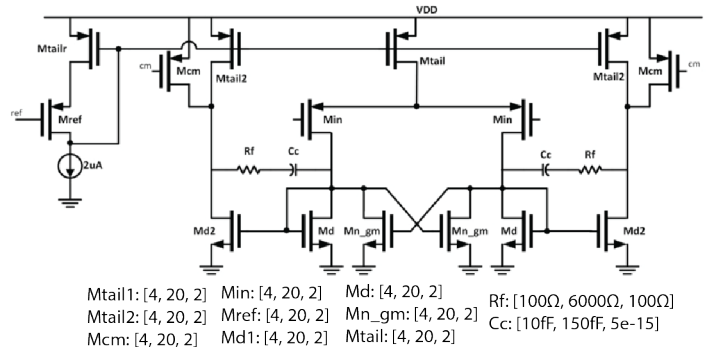 VDD
Mtailr
cm
Mcm
Mtail2
Mtail
Mtail2
Mcm
cm
ref
Mref
Min
Min
2uA
Rf
Cc
Cc
Rf
Md2
Md
Mn_gm
Mn_gm
Md
Md2
Mtail1: [4, 20, 2] Min: [4, 20, 2] Md: [4, 20, 2] Rf: [100Ω, 6000Ω, 100Ω]
Mtail2: [4, 20, 2] Mref: [4, 20, 2] Mn_gm: [4, 20, 2] Cc: [10fF, 150fF, 5e-15]
Mcm: [4, 20, 2] Md1: [4, 20, 2] Mtail: [4, 20, 2]